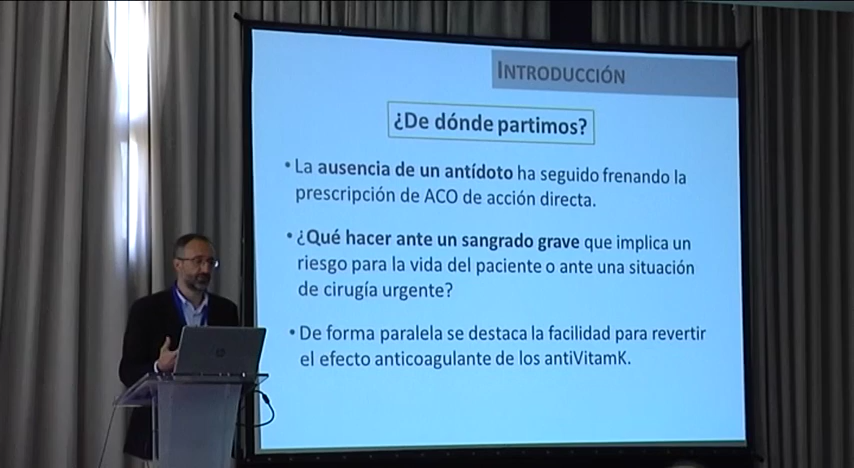 INTRODUCCIÓN
¿De dónde partimos?
• La ausencia de un antídoto ha seguido frenando la
prescripción de ACO de acción directa.
• ¿Qué hacer ante un sangrado grave que implica un
riesgo para la vida del paciente o ante una situación
de cirugía urgente?
• De forma paralela se destaca la facilidad para revertir
el efecto anticoagulante de los antiVitamK.